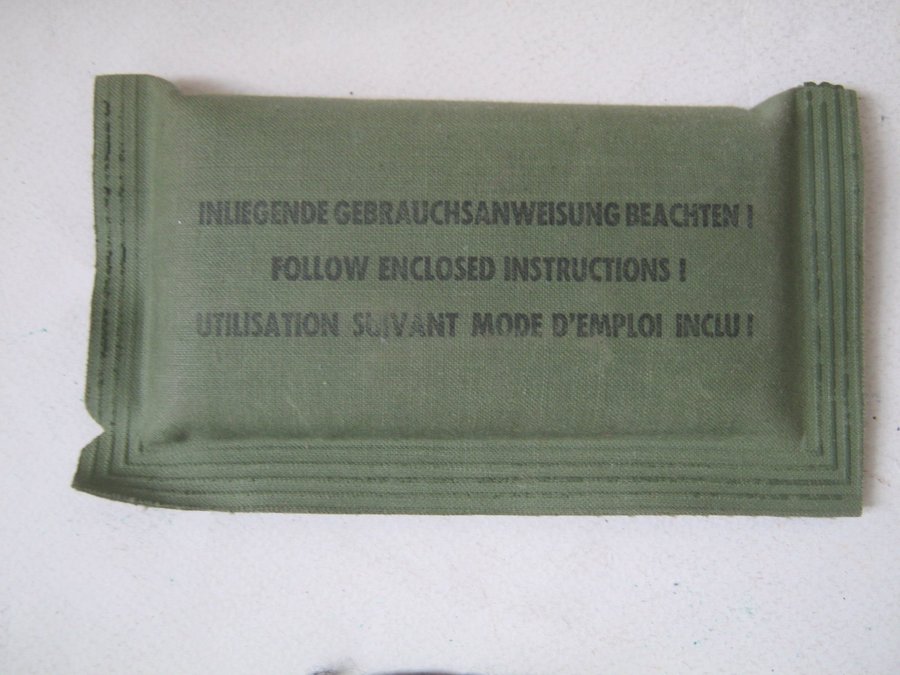 INLIEGENDE GEBRAUCHSANWEISUNG BEACHTEN !
FOLLOW ENCLOSED INSTRUCTIONS !
UTILISATION SUIVANT MODE D'EMPLOI INCLU !